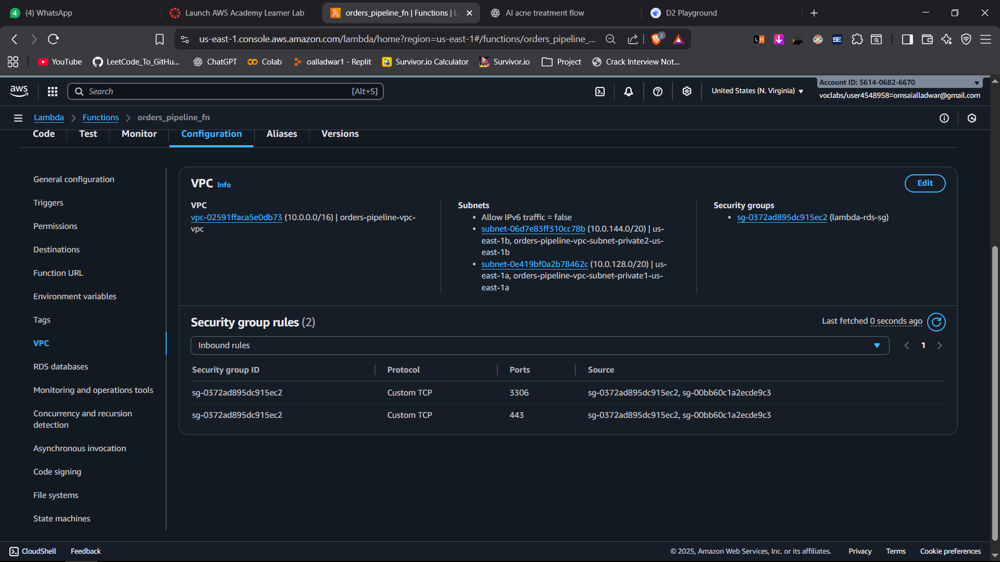 4 (4) WhatsApp
Launch AWS Academy Learner Lab
orders_pipeline_fn | Functions | L
AI acne treatment flow
D2 Playground
us-east-1.console.aws.amazon.com/lambda/home?region=us-east-1#/functions/orders_pipeline_...
2
LH
SE
YouTube
LeetCode_To_GitHu...
ChatGPT
Colab
oalladwar1 - Replit
Survivor.io Calculator
Survivor.io
Project
Crack Interview Not...
aws
Search
[Alt+S]
United States (N. Virginia)
Account ID: 5614-0682-6670
voclabs/user4548958=omsaialladwar@gmail.com
Lambda
Functions
orders_pipeline_fn
Code
Test
Monitor
Configuration
Aliases
Versions
General configuration
Triggers
Permissions
Destinations
Function URL
Environment variables
Tags
VPC
RDS databases
Monitoring and operations tools
Concurrency and recursion
detection
Asynchronous invocation
Code signing
File systems
State machines
VPC Info
Edit
VPC
vpc-02591ffaca5e0db73 (10.0.0.0/16) | orders-pipeline-vpc-
vpc
Subnets
• Allow IPv6 traffic = false
• subnet-06d7e83ff310cc78b (10.0.144.0/20) | us-
east-1b, orders-pipeline-vpc-subnet-private2-us-
east-1b
• subnet-0e419bf0a2b78462c (10.0.128.0/20) | us-
east-1a, orders-pipeline-vpc-subnet-private1-us-
east-1a
Security groups
• sg-0372ad895dc915ec2 (lambda-rds-sg)
Security group rules (2)
Last fetched 0 seconds ago
Inbound rules
1
Security group ID
Protocol
Ports
Source
sg-0372ad895dc915ec2 Custom TCP 3306 sg-0372ad895dc915ec2, sg-00bb60c1a2ecde9c3
sg-0372ad895dc915ec2 Custom TCP 443 sg-0372ad895dc915ec2, sg-00bb60c1a2ecde9c3
CloudShell
Feedback
© 2025, Amazon Web Services, Inc. or its affiliates.
Privacy
Terms
Cookie preferences